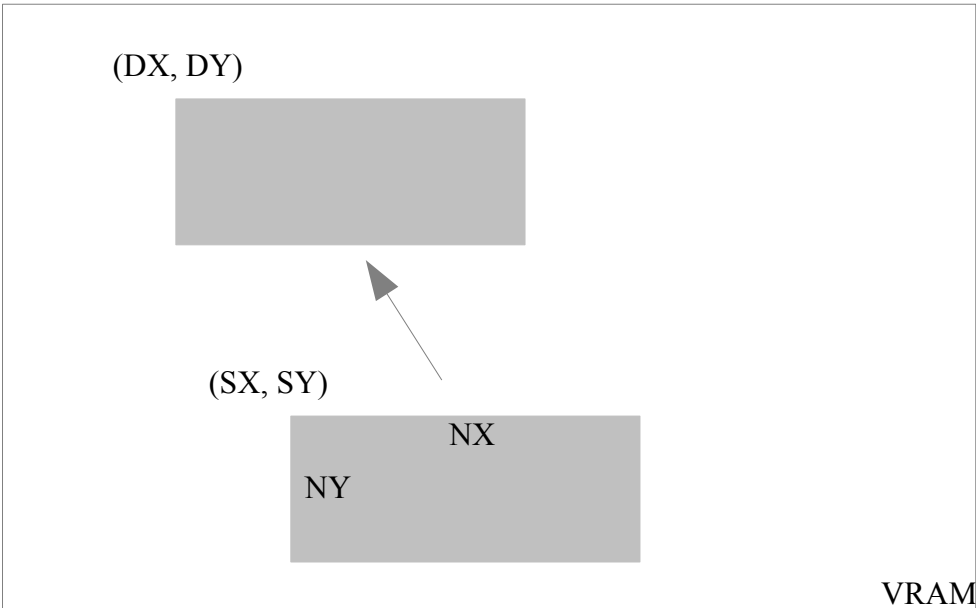 (DX, DY)
(SX, SY)
NX
NY
VRAM